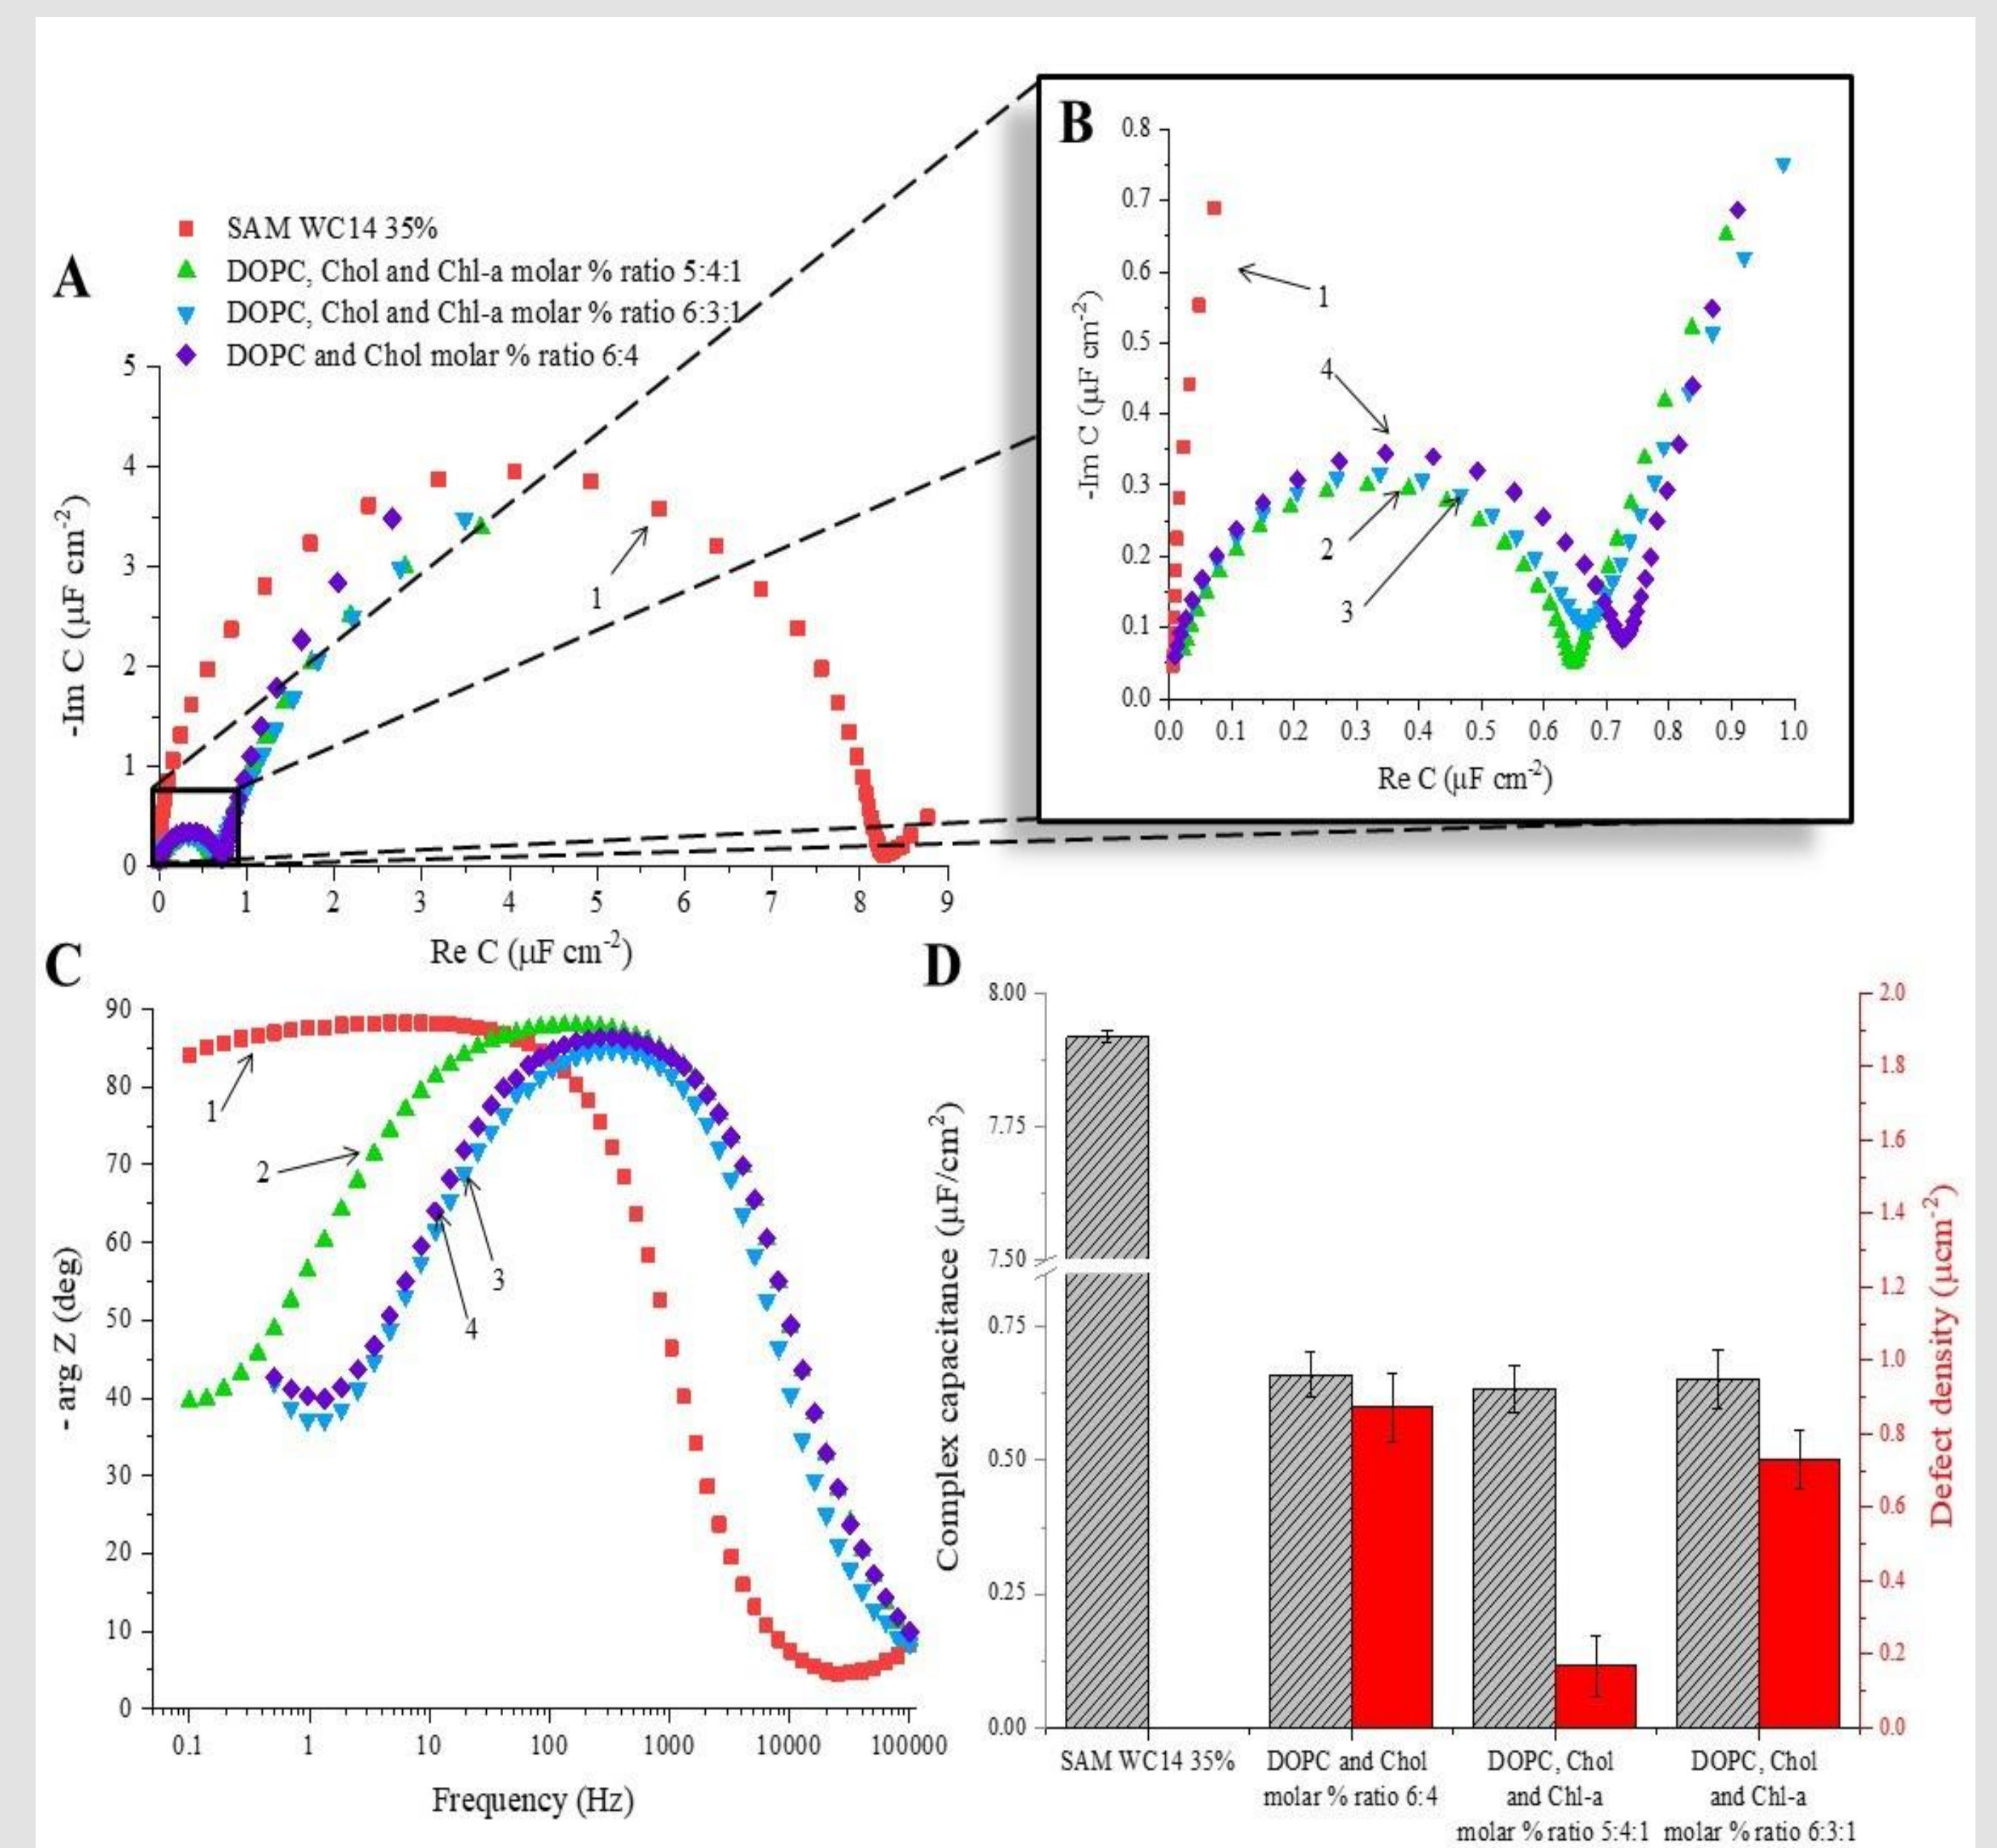 A
SAM WC14 35%
DOPC, Chol and Chl-a molar % ratio 5:4:1
DOPC, Chol and Chl-a molar % ratio 6:3:1
DOPC and Chol molar % ratio 6:4
-Im C (μF cm-2)
5
4
3
2
1
0
1
0 1 2 3 4 5 6 7 8 9
Re C (μF cm-2)
B
-Im C (μF cm-2)
0.8
0.7
0.6
0.5
0.4
0.3
0.2
0.1
0.0
1
4
2
3
0.0 0.1 0.2 0.3 0.4 0.5 0.6 0.7 0.8 0.9 1.0
Re C (μF cm-2)
C
- arg Z (deg)
90
80
70
60
50
40
30
20
10
0
1
2
3
4
0.1 1 10 100 1000 10000 100000
Frequency (Hz)
D
Complex capacitance (μF/cm2)
8.00
7.75
7.50
0.75
0.50
0.25
0.00
2.0
1.8
1.6
1.4
1.2
1.0
0.8
0.6
0.4
0.2
0.0
Defect density (μcm-2)
SAM WC14 35%
DOPC and Chol
molar % ratio 6:4
DOPC, Chol
and Chl-a
molar % ratio 5:4:1
DOPC, Chol
and Chl-a
molar % ratio 6:3:1